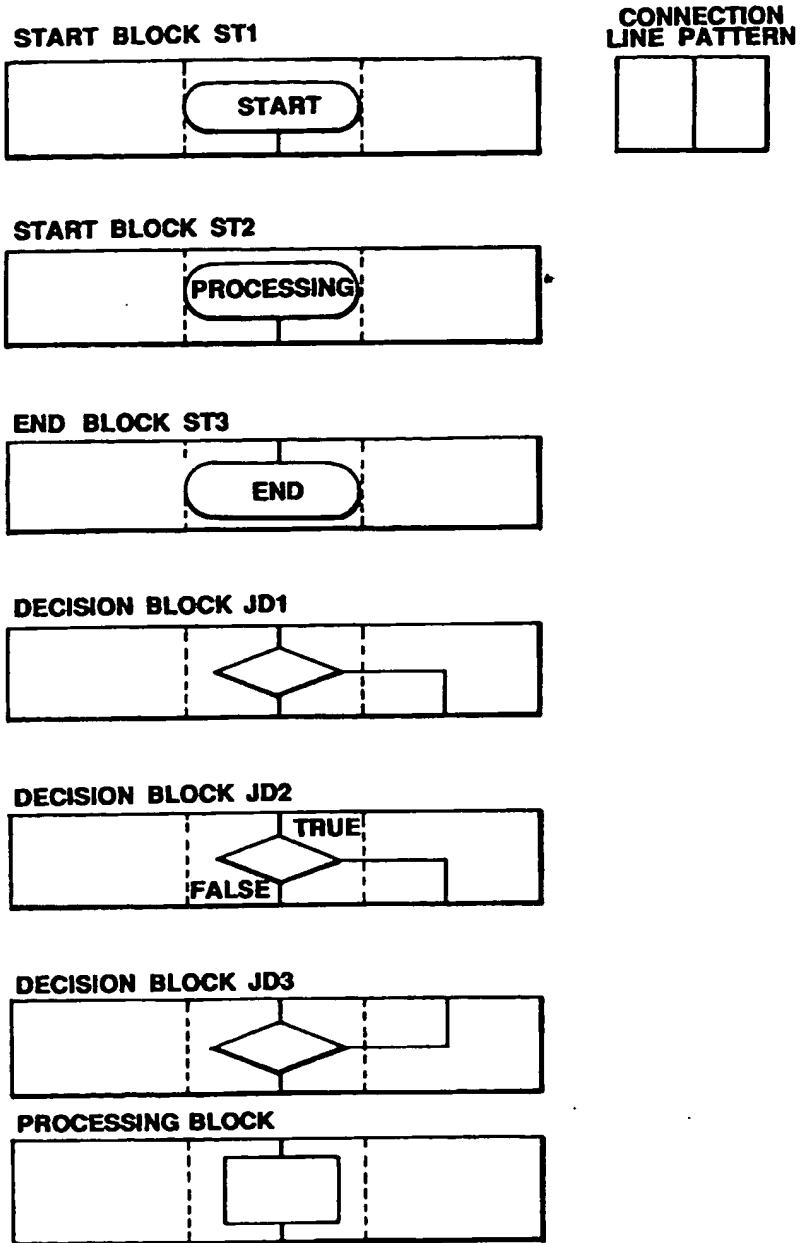 START BLOCK ST1
CONNECTION
LINE PATTERN
START
START BLOCK ST2
PROCESSING
END BLOCK ST3
END
DECISION BLOCK JD1
DECISION BLOCK JD2
TRUE
FALSE
DECISION BLOCK JD3
PROCESSING BLOCK